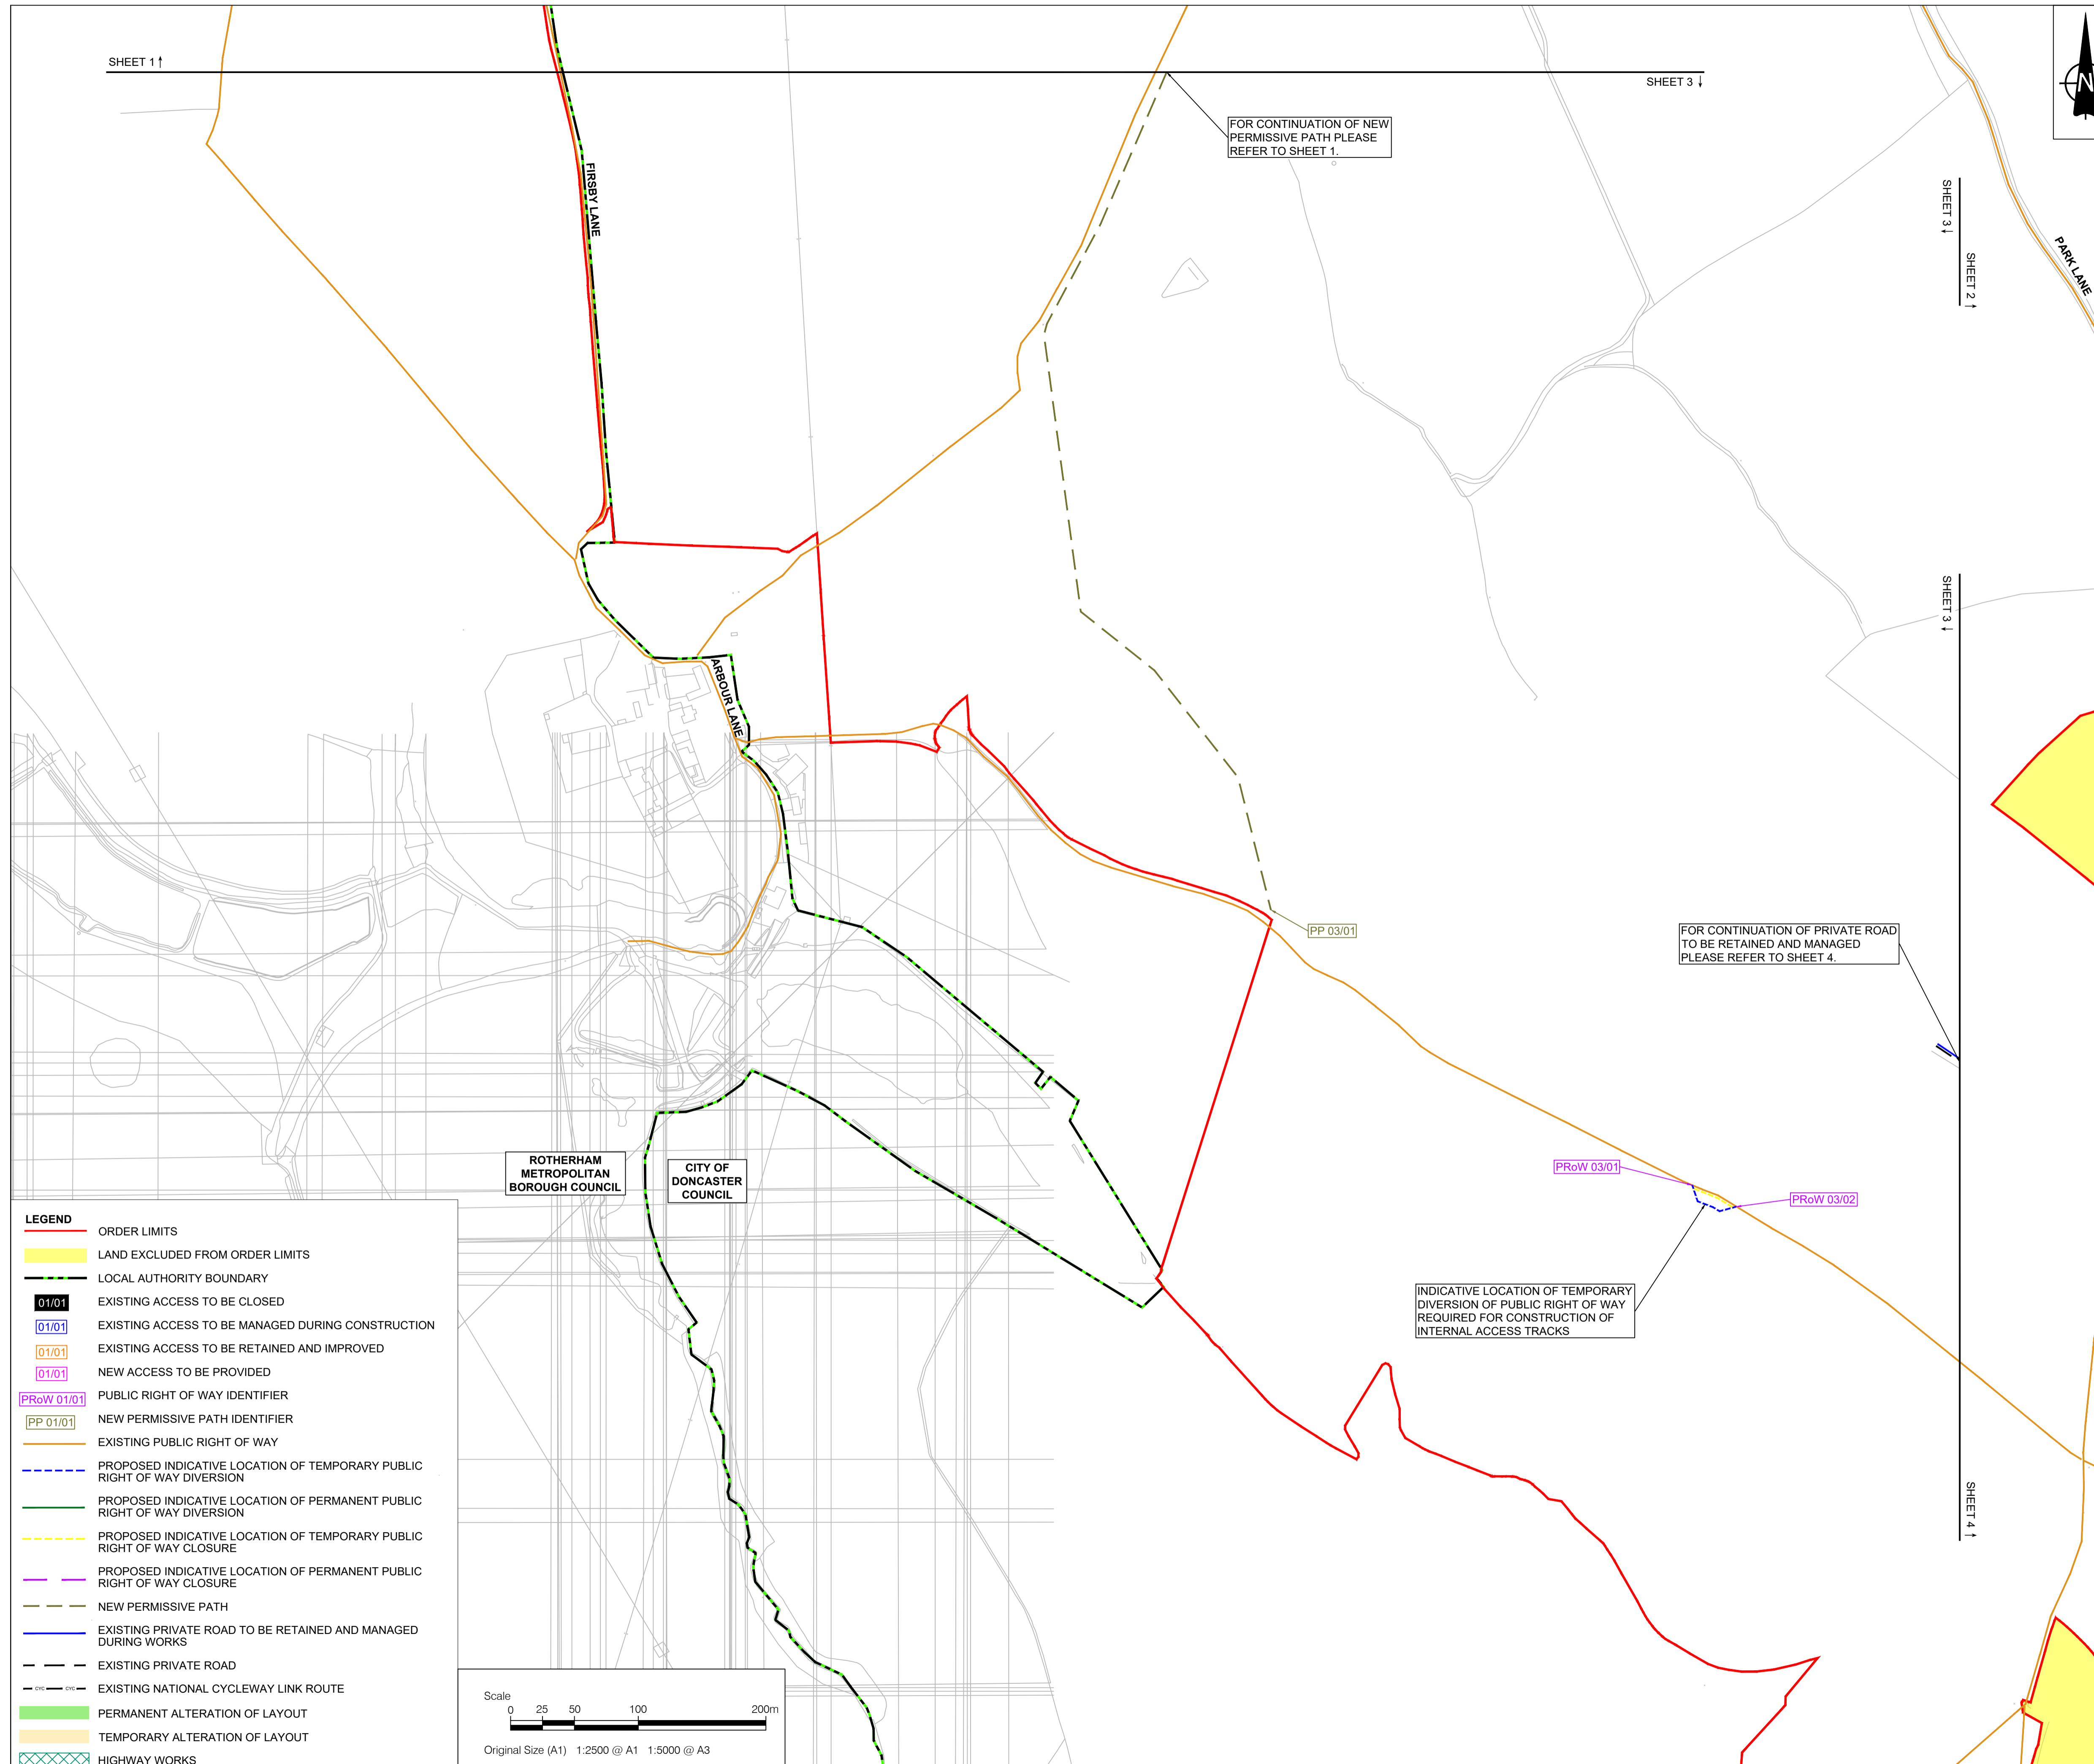 SHEET 1
SHEET 3
N
FOR CONTINUATION OF NEW
PERMISSIVE PATH PLEASE
REFER TO SHEET 1.
FIRSBY LANE
SHEET 3
SHEET 2
PARK LANE
SHEET 3
ARBOUR LANE
PP 03/01
FOR CONTINUATION OF PRIVATE ROAD
TO BE RETAINED AND MANAGED
PLEASE REFER TO SHEET 4.
ROTHERHAM
METROPOLITAN
BOROUGH COUNCIL
CITY OF
DONCASTER
COUNCIL
PRoW 03/01
PRoW 03/02
INDICATIVE LOCATION OF TEMPORARY
DIVERSION OF PUBLIC RIGHT OF WAY
REQUIRED FOR CONSTRUCTION OF
INTERNAL ACCESS TRACKS
SHEET 4
LEGEND
ORDER LIMITS
LAND EXCLUDED FROM ORDER LIMITS
LOCAL AUTHORITY BOUNDARY
01/01 EXISTING ACCESS TO BE CLOSED
01/01 EXISTING ACCESS TO BE MANAGED DURING CONSTRUCTION
01/01 EXISTING ACCESS TO BE RETAINED AND IMPROVED
01/01 NEW ACCESS TO BE PROVIDED
PRoW 01/01 PUBLIC RIGHT OF WAY IDENTIFIER
PP 01/01 NEW PERMISSIVE PATH IDENTIFIER
EXISTING PUBLIC RIGHT OF WAY
PROPOSED INDICATIVE LOCATION OF TEMPORARY PUBLIC
RIGHT OF WAY DIVERSION
PROPOSED INDICATIVE LOCATION OF PERMANENT PUBLIC
RIGHT OF WAY DIVERSION
PROPOSED INDICATIVE LOCATION OF TEMPORARY PUBLIC
RIGHT OF WAY CLOSURE
PROPOSED INDICATIVE LOCATION OF PERMANENT PUBLIC
RIGHT OF WAY CLOSURE
NEW PERMISSIVE PATH
EXISTING PRIVATE ROAD TO BE RETAINED AND MANAGED
DURING WORKS
EXISTING PRIVATE ROAD
CYC CYC EXISTING NATIONAL CYCLEWAY LINK ROUTE
PERMANENT ALTERATION OF LAYOUT
TEMPORARY ALTERATION OF LAYOUT
HIGHWAY WORKS
Scale
0 25 50 100 200m
Original Size (A1) 1:2500 @ A1 1:5000 @ A3